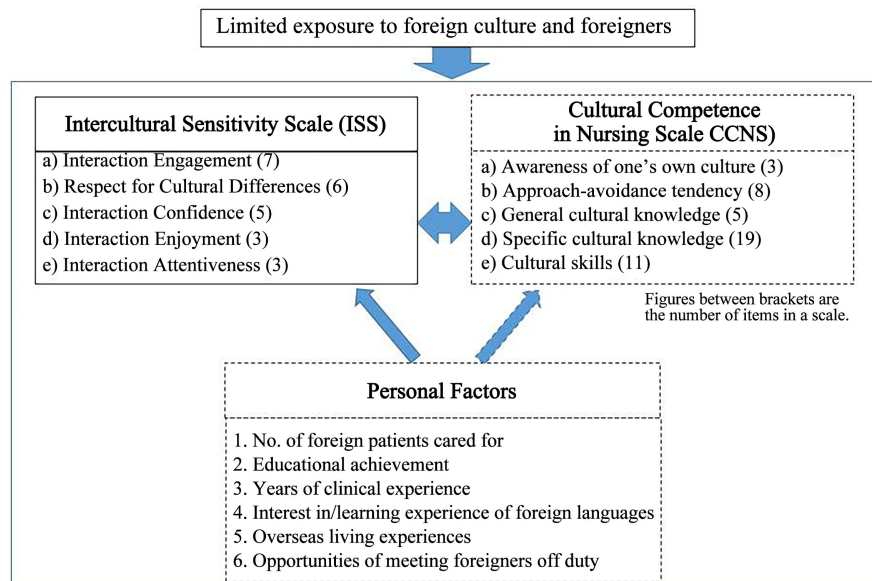 Limited exposure to foreign culture and foreigners
Intercultural Sensitivity Scale (ISS)
a) Interaction Engagement (7)
b) Respect for Cultural Differences (6)
c) Interaction Confidence (5)
d) Interaction Enjoyment (3)
e) Interaction Attentiveness (3)
Cultural Competence
in Nursing Scale CCNS)
a) Awareness of one’s own culture (3)
b) Approach-avoidance tendency (8)
c) General cultural knowledge (5)
d) Specific cultural knowledge (19)
e) Cultural skills (11)
Figures between brackets are
the number of items in a scale.
Personal Factors
1. No. of foreign patients cared for
2. Educational achievement
3. Years of clinical experience
4. Interest in/learning experience of foreign languages
5. Overseas living experiences
6. Opportunities of meeting foreigners off duty